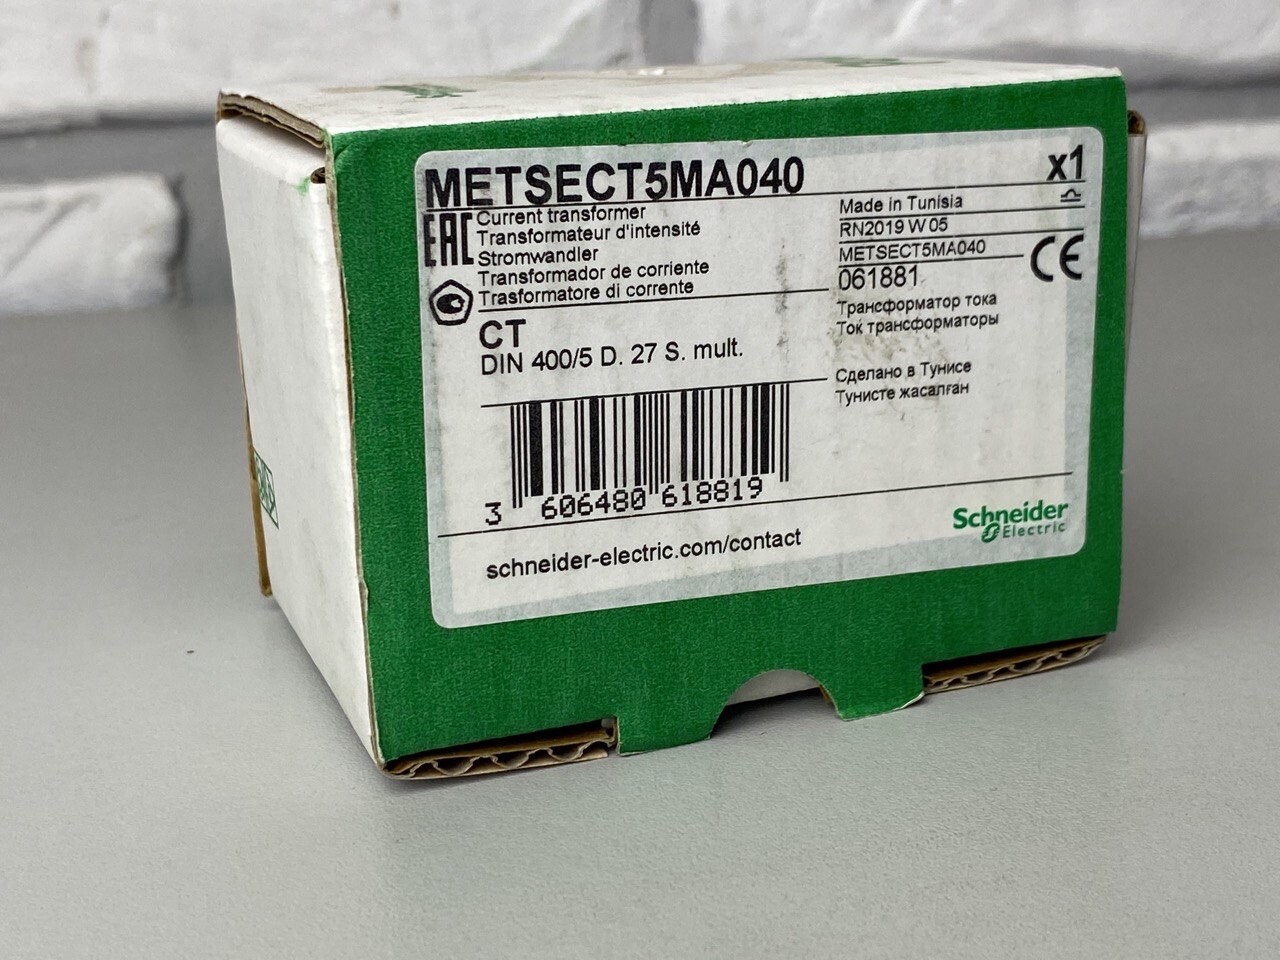 METSECT5MA040
x1
EAC
Current transformer
Transformateur d'intensité
Stromwandler
Transformador de corriente
Trasformatore di corrente
Made in Tunisia
RN2019 W 05
METSECT5MA040
061881
CE
Трансформатор тока
Ток трансформаторы
CT
DIN 400/5 D. 27 S. mult.
Сделано в Тунисе
Тунисте жасалған
3 606480 618819
schneider-electric.com/contact
Schneider
Electric